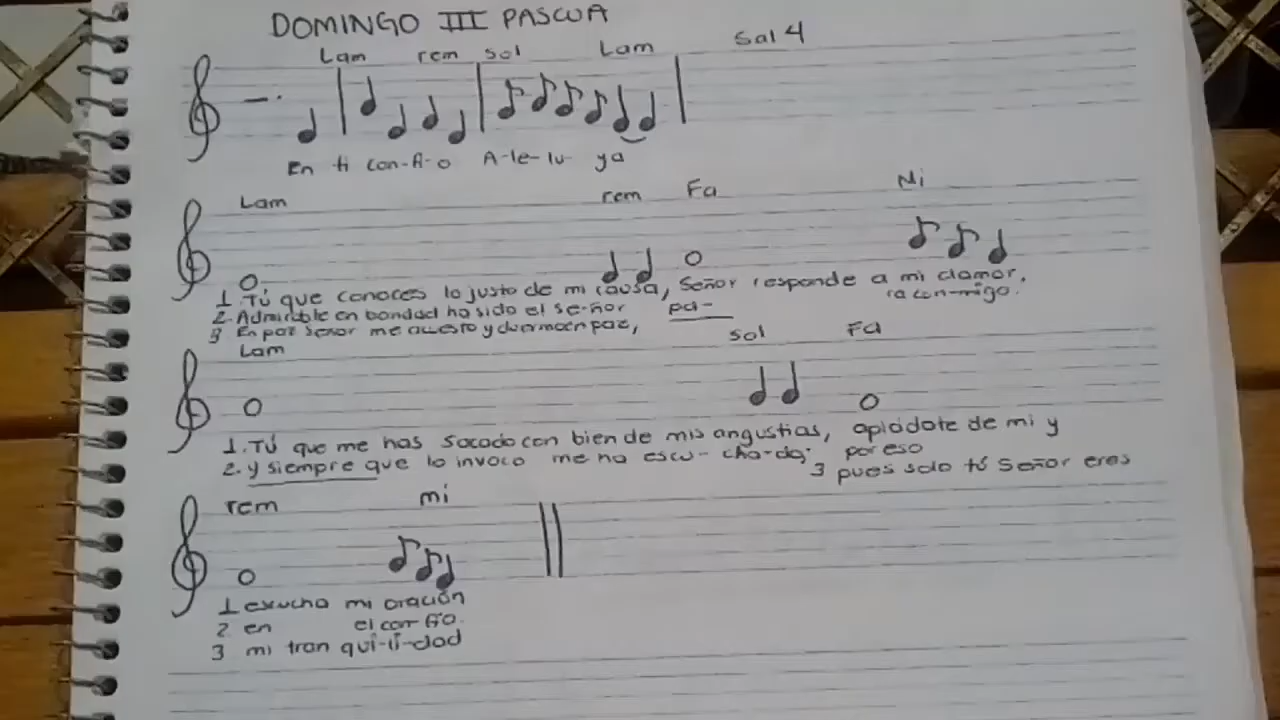 DOMINGO III PASCUA
Lam rem sol Lam Sal 4
En ti con-fi-o A-le-lu-ya
Lam rem Fa Mi
1. Tú que conoces lo justo de mi causa, Señor responde a mi clamor.
2. Admirable en bondad ha sido el Se-ñor pa- ra con-migo.
3 En paz Señor me acuesto y duermo en paz,
Lam sol Fa
1. Tú que me has sacado con bien de mis angustias, apiádate de mi y
2. y siempre que lo invoco me ha escu-cha-do. por eso
3 pues solo tú Señor eres
rem mi
1 escucha mi oración
2 en el con-fío.
3 mi tran qui-li-dad